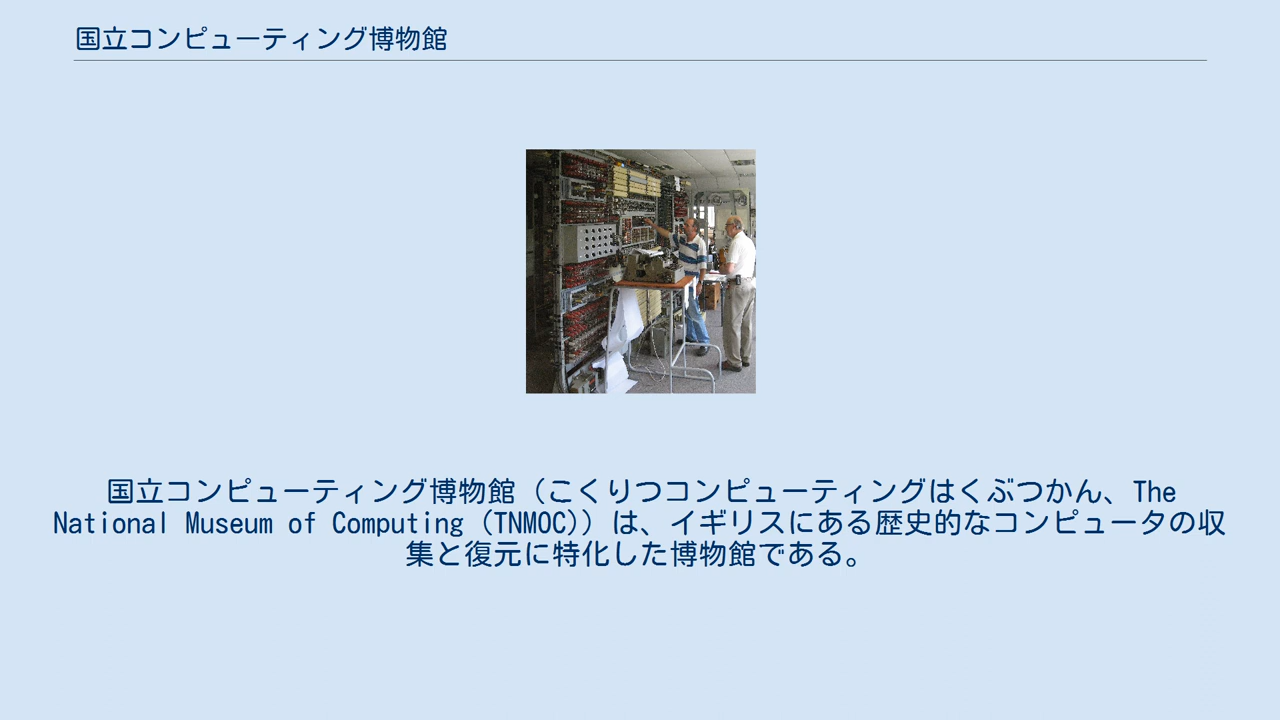 国立コンピューティング博物館
国立コンピューティング博物館（こくりつコンピューティングはくぶつかん、The
National Museum of Computing (TNMOC)）は、イギリスにある歴史的なコンピュータの収
集と復元に特化した博物館である。